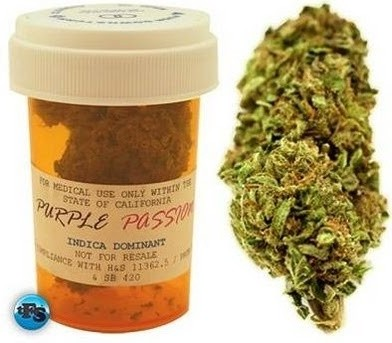 FOR MEDICAL USE ONLY WITHIN THE
STATE OF CALIFORNIA
PURPLE PASSION
INDICA DOMINANT
NOT FOR RESALE
COMPLIANCE WITH H&S 11362.5 /
& SB 420
tFS